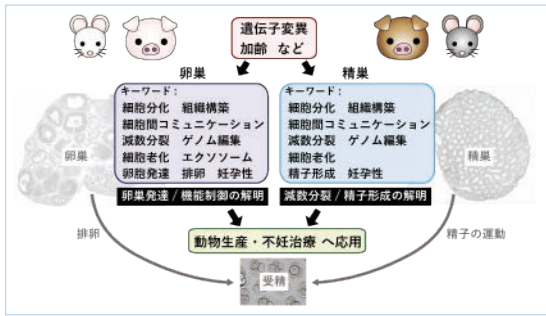 遺伝子変異
加齢 など
卵巣
キーワード：
細胞分化 組織構築
細胞間コミュニケーション
減数分裂 ゲノム編集
細胞老化 エクソソーム
卵胞発達 排卵 妊孕性
卵巣発達/機能制御の解明
精巣
キーワード：
細胞分化 組織構築
細胞間コミュニケーション
減数分裂 ゲノム編集
細胞老化
精子形成 妊孕性
減数分裂/精子形成の解明
卵巣
精巣
排卵
動物生産・不妊治療 へ応用
精子の運動
受精